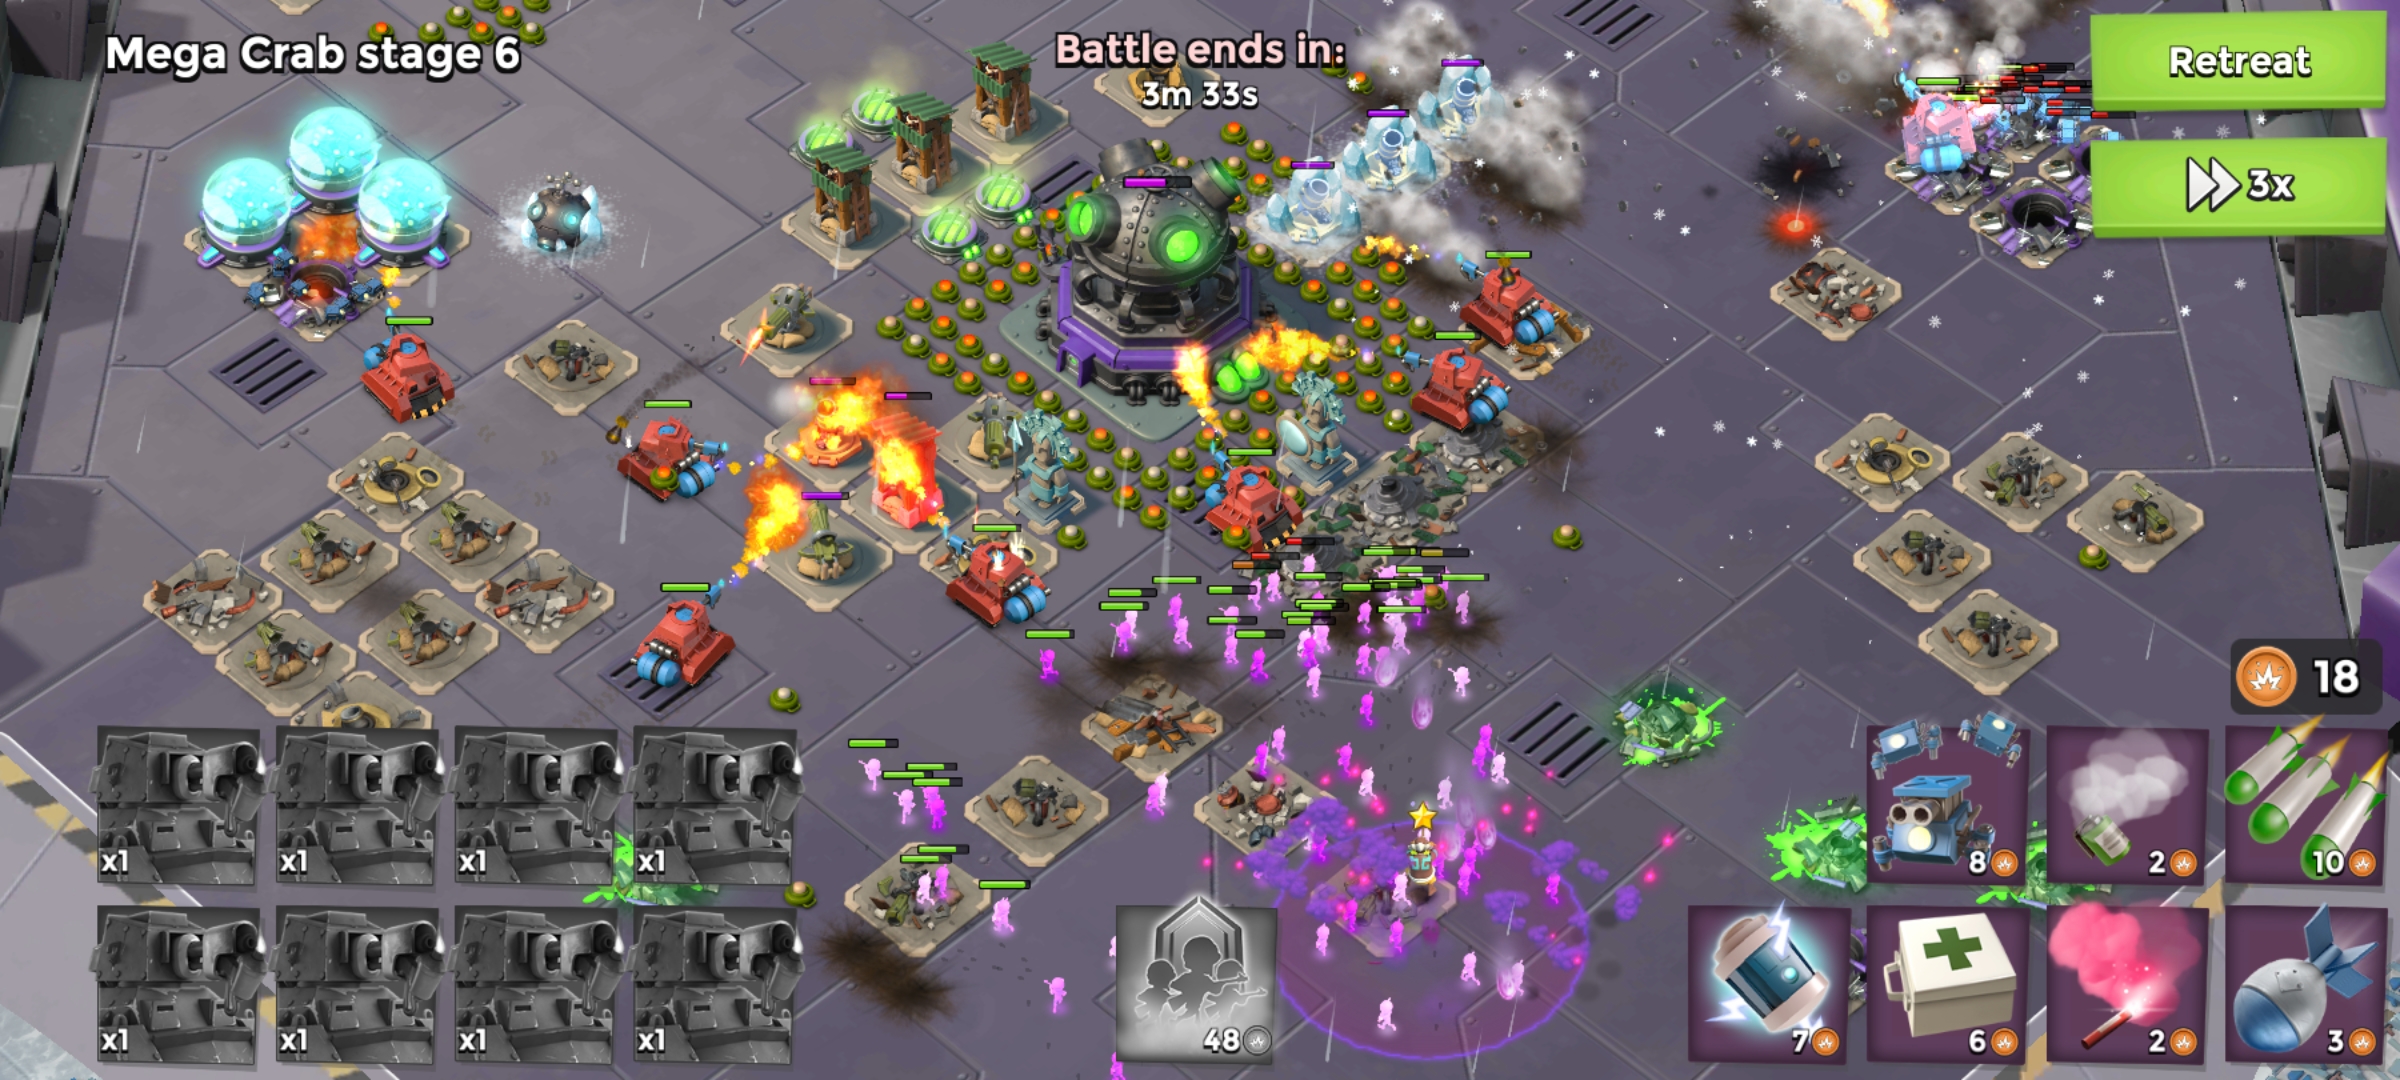 Mega Crab stage 6
Battle ends in:
3m 33s
Retreat
3x
18
8
2
10
x1
x1
x1
x1
7
6
2
3
x1
x1
x1
x1
48